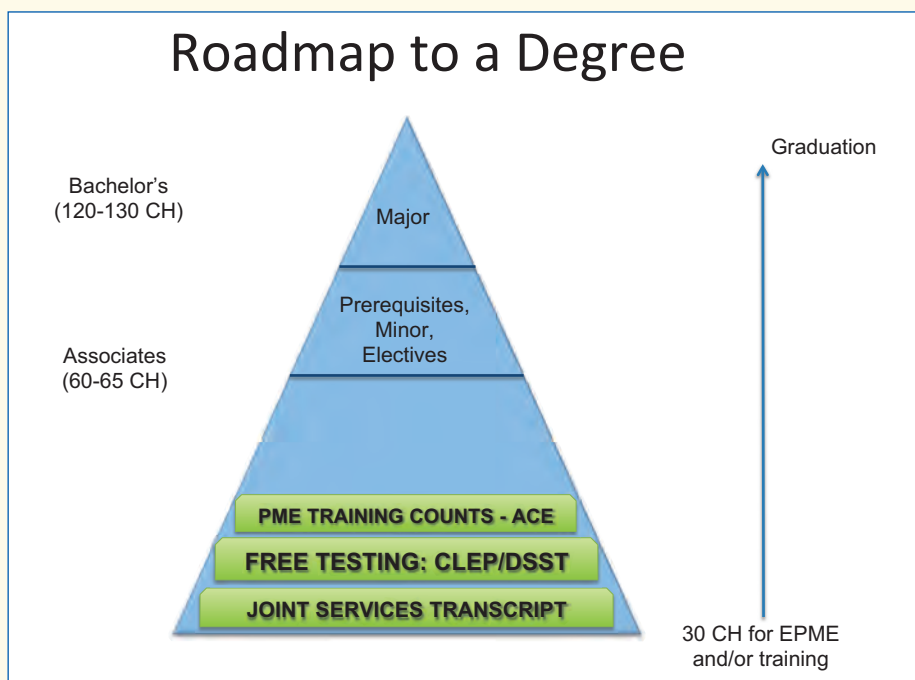 Roadmap to a Degree
Graduation
Bachelor's
(120-130 CH)
Major
Prerequisites,
Minor,
Electives
Associates
(60-65 CH)
PME TRAINING COUNTS - ACE
FREE TESTING: CLEP/DSST
JOINT SERVICES TRANSCRIPT
30 CH for EPME
and/or training